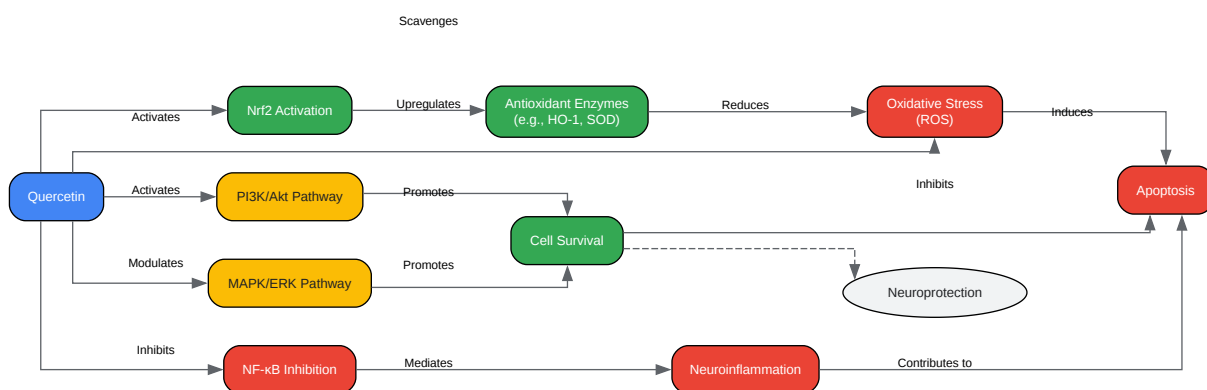 Scavenges
Nrf2 Activation
Upregulates
Antioxidant Enzymes
(e.g., HO-1, SOD)
Reduces
Oxidative Stress
(ROS)
Induces
Activates
Quercetin
Activates
PI3K/Akt Pathway
Promotes
Inhibits
Apoptosis
Cell Survival
Modulates
MAPK/ERK Pathway
Promotes
Neuroprotection
Inhibits
NF-κB Inhibition
Mediates
Neuroinflammation
Contributes to